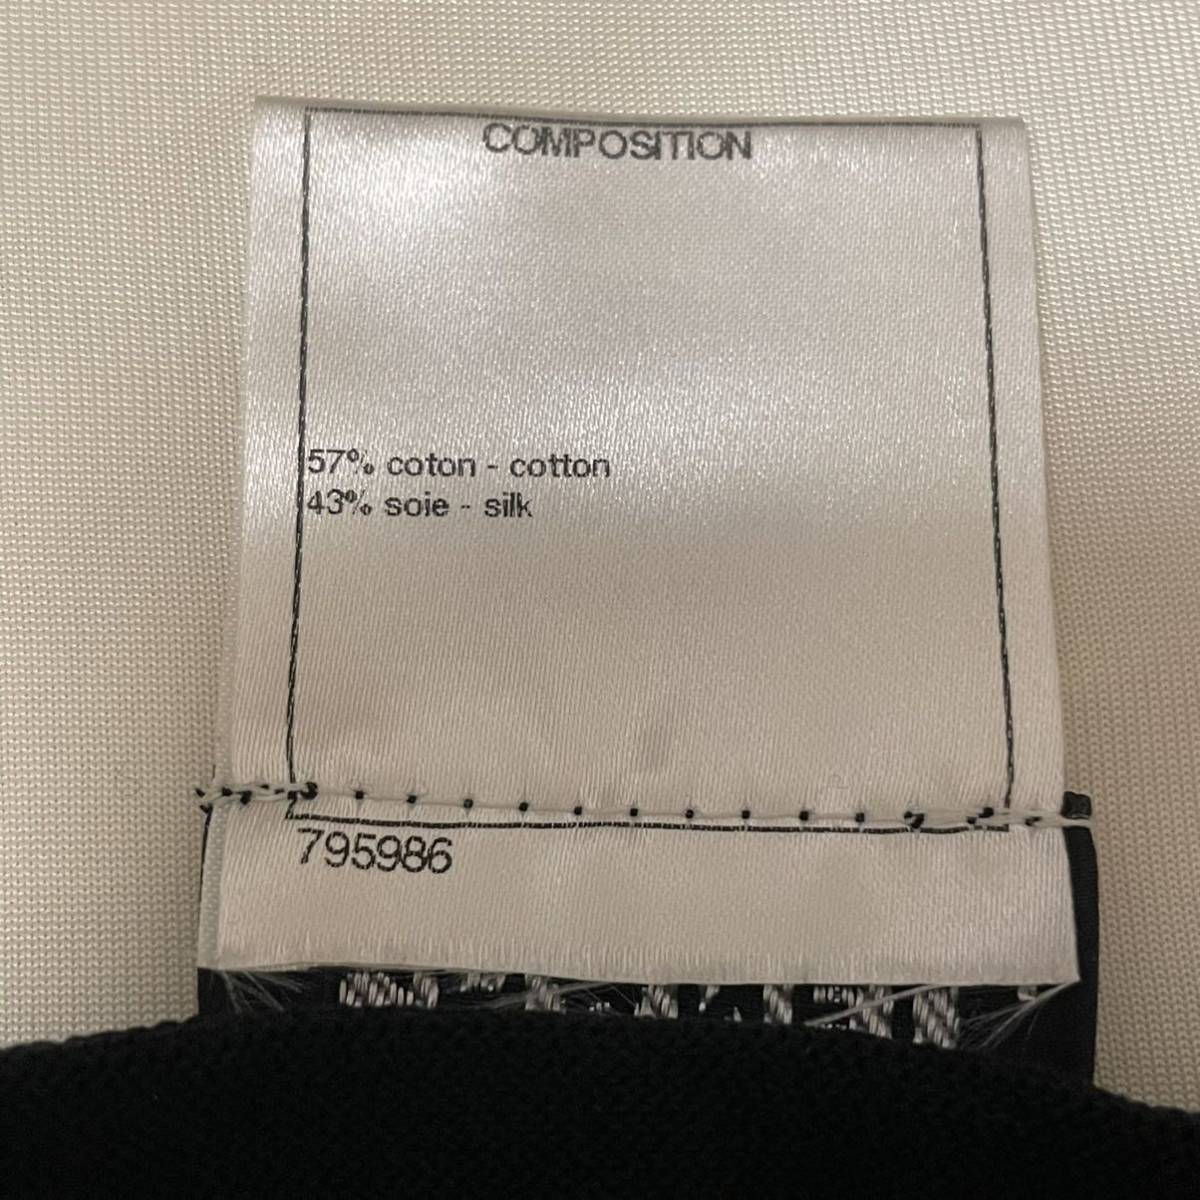 COMPOSITION
57% coton - cotton
43% soie - silk
795986